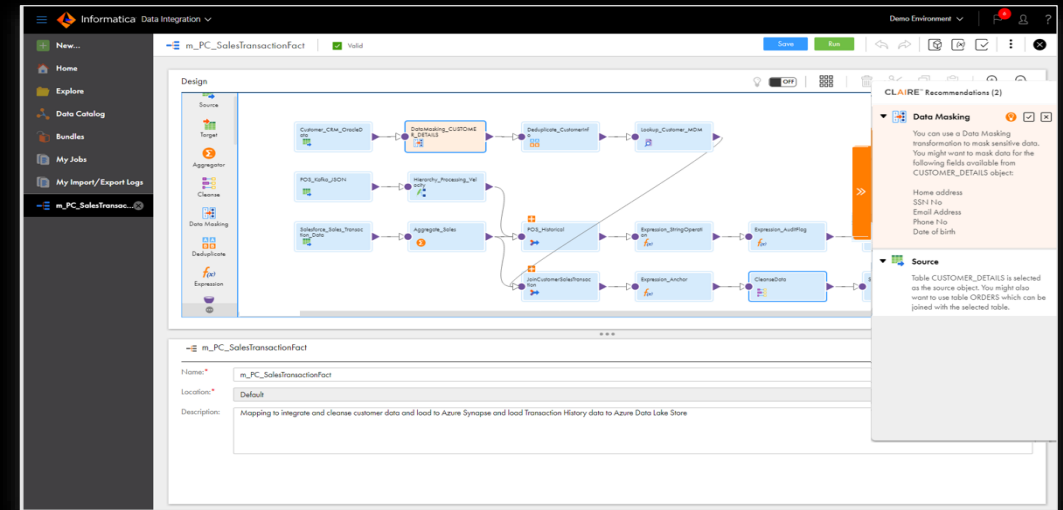 Informatica Data Integration
Demo Environment
New...
Home
Explore
Data Catalog
Bundles
My Jobs
My Import/Export Logs
m_PC_SalesTransac...
m_PC_SalesTransactionFact
Valid
Save
Run
Design
OFF
Source
Target
Aggregator
Cleanse
Data Masking
Deduplicate
Expression
Customer_CRM_OracleD
ata
DataMasking_CUSTOME
R_DETAILS
Deduplicate_CustomerInf
o
Lookup_Customer_MDM
POS_Kafka_JSON
Hierarchy_Processing_Vel
ocity
Salesforce_Sales_Transac
tion_Data
Aggregate_Sales
POS_Historical
Expression_StringOperati
on
Expression_AuditFlag
JoinCustomerSalesTransac
tion
Expression_Anchor
CleanseData
CLAIRE™ Recommendations (2)
Data Masking
You can use a Data Masking
transformation to mask sensitive data.
You might want to mask data for the
following fields available from
CUSTOMER_DETAILS object:
Home address
SSN No
Email Address
Phone No
Date of birth
Source
Table CUSTOMER_DETAILS is selected
as the source object. You might also
want to use table ORDERS which can be
joined with the selected table.
m_PC_SalesTransactionFact
Name:*
m_PC_SalesTransactionFact
Location:*
Default
Description:
Mapping to integrate and cleanse customer data and load to Azure Synapse and load Transaction History data to Azure Data Lake Store